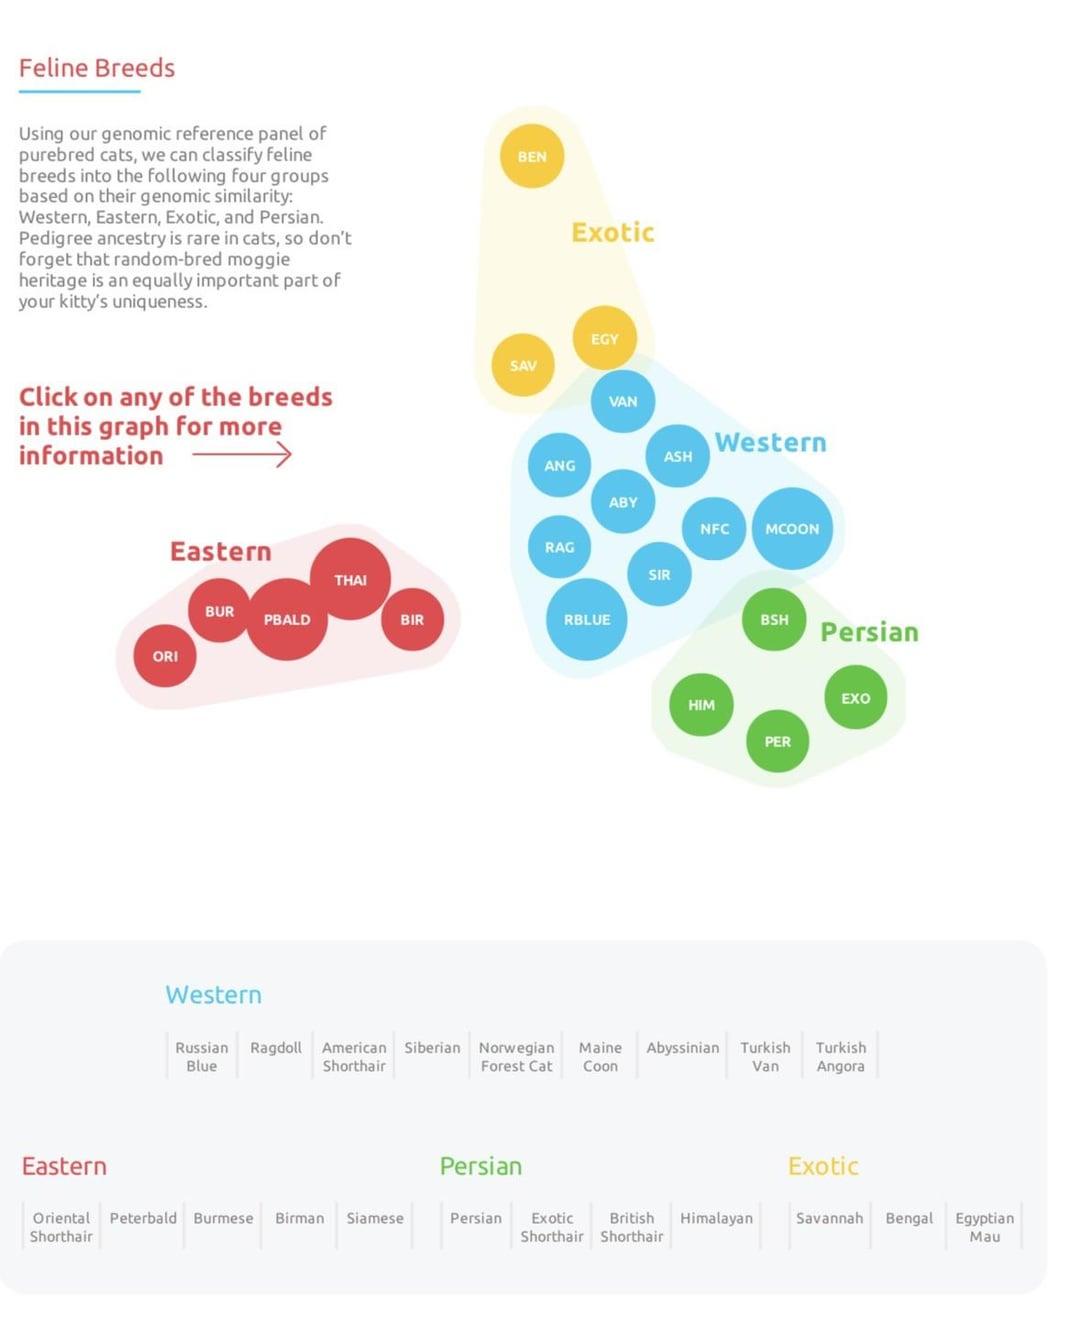 Feline Breeds
Using our genomic reference panel of
purebred cats, we can classify feline
breeds into the following four groups
based on their genomic similarity:
Western, Eastern, Exotic, and Persian.
Pedigree ancestry is rare in cats, so don't
forget that random-bred moggie
heritage is an equally important part of
your kitty's uniqueness.
Click on any of the breeds
in this graph for more
information
BEN
Exotic
EGY
SAV
VAN
Western
ASH
ANG
ABY
NFC
MCOON
RAG
SIR
RBLUE
Eastern
THAI
BUR
PBALD
BIR
ORI
BSH
Persian
EXO
HIM
PER
Western
Russian
Blue
Ragdoll
American
Shorthair
Siberian
Norwegian
Forest Cat
Maine
Coon
Abyssinian
Turkish
Van
Turkish
Angora
Eastern
Oriental
Shorthair
Peterbald
Burmese
Birman
Siamese
Persian
Persian
Exotic
Shorthair
British
Shorthair
Himalayan
Exotic
Savannah
Bengal
Egyptian
Mau